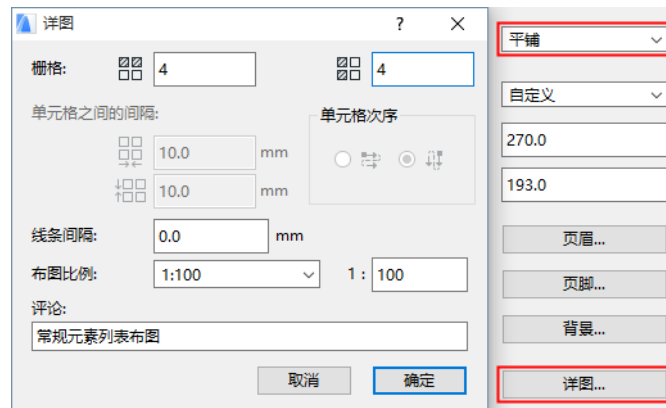 详图
?
栅格:
4
4
单元格之间的间隔:
10.0 mm
10.0 mm
单元格次序
线条间隔:
0.0 mm
布图比例:
1:100
1: 100
评论:
常规元素列表布图
取消
确定
平铺
自定义
270.0
193.0
页眉...
页脚...
背景...
详图...